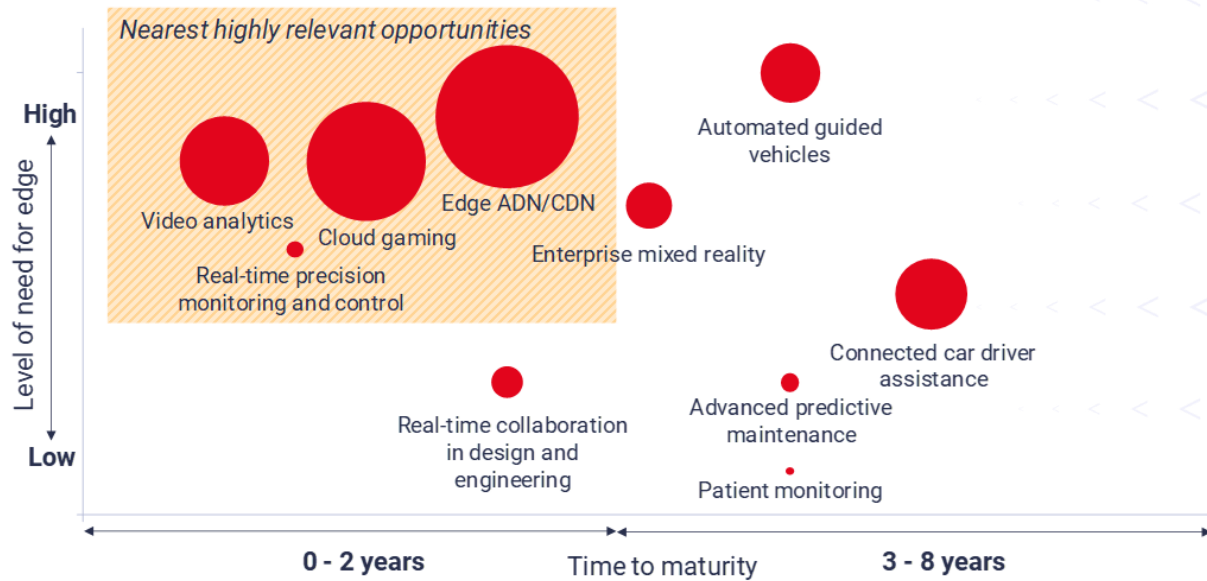 Nearest highly relevant opportunities
High
Level of need for edge
Low
Video analytics
Cloud gaming
Edge ADN/CDN
Real-time precision
monitoring and control
Automated guided
vehicles
Enterprise mixed reality
Connected car driver
assistance
Real-time collaboration
in design and
engineering
Advanced predictive
maintenance
Patient monitoring
0 - 2 years
Time to maturity
3 - 8 years